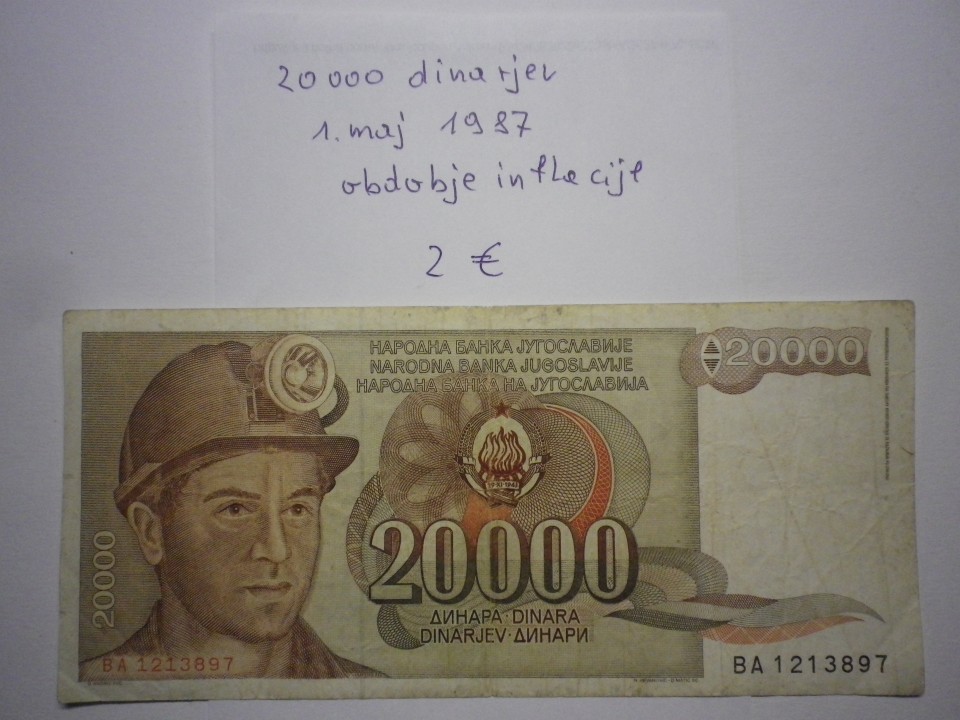 20000 dinarjev
1. maj 1987
obdobje inflacije
2 €
НАРОДНА БАНКА ЈУГОСЛАВИЈЕ
NARODNA BANKA JUGOSLAVIJE
НАРОДНА БАНКА НА ЈУГОСЛАВИЈА
20000
20000
20000
ДИНАРА · DINARA
DINARJEV · ДИНАРИ
BA 1213897
BA 1213897